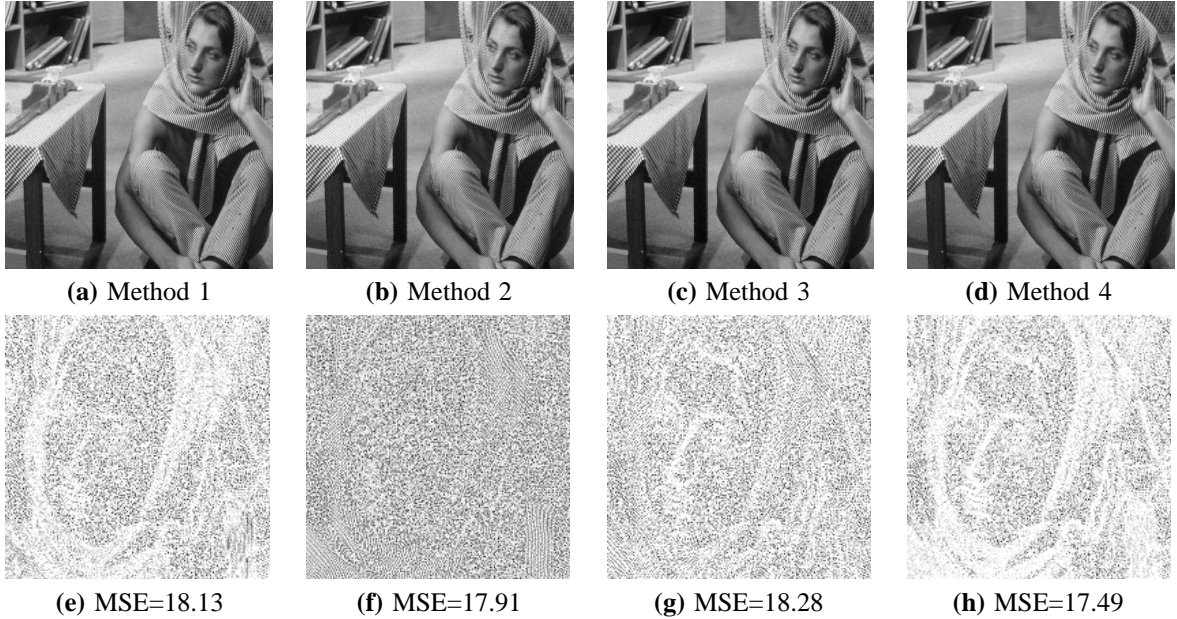 (a) Method 1
(b) Method 2
(c) Method 3
(d) Method 4
(e) MSE=18.13
(f) MSE=17.91
(g) MSE=18.28
(h) MSE=17.49